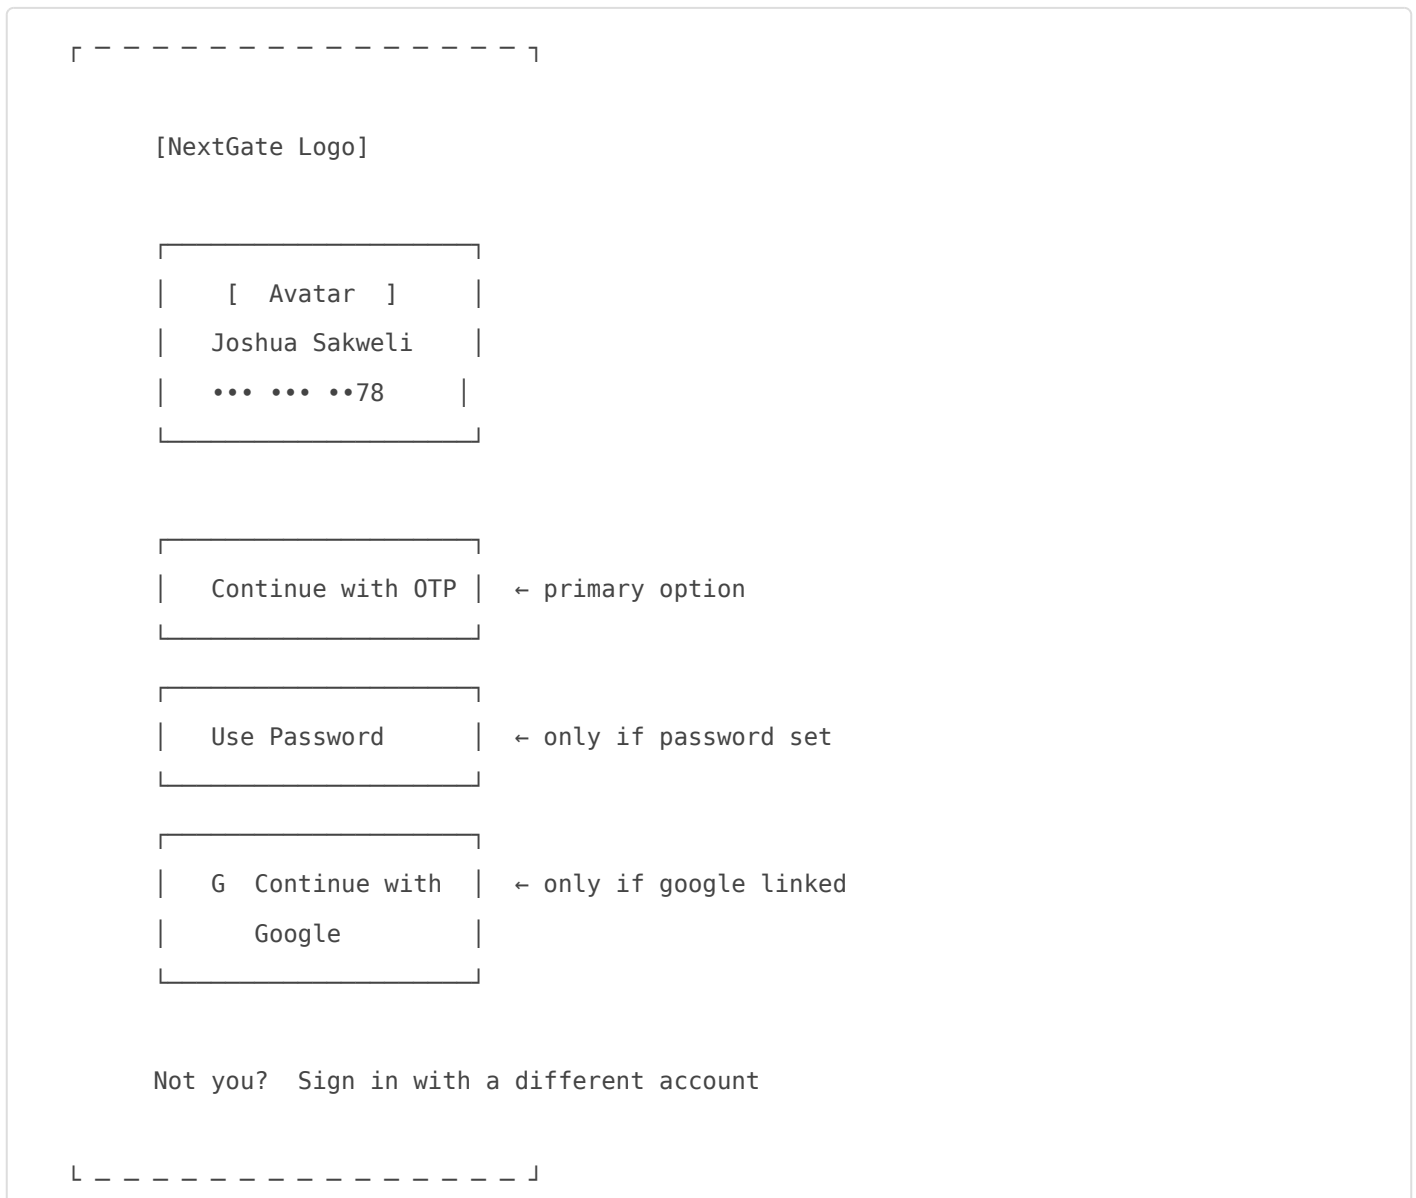 ┌ ─ ─ ─ ─ ─ ─ ─ ─ ─ ─ ─ ─ ─ ─ ─ ┐
[NextGate Logo]
┌─────────────────────┐
│    [  Avatar  ]     │
│   Joshua Sakweli    │
│   ••• ••• ••78     │
└─────────────────────┘
┌─────────────────────┐
│   Continue with OTP │  ← primary option
└─────────────────────┘
┌─────────────────────┐
│   Use Password      │  ← only if password set
└─────────────────────┘
┌─────────────────────┐
│   G  Continue with  │  ← only if google linked
│      Google         │
└─────────────────────┘
Not you?  Sign in with a different account
└ ─ ─ ─ ─ ─ ─ ─ ─ ─ ─ ─ ─ ─ ─ ─ ┘